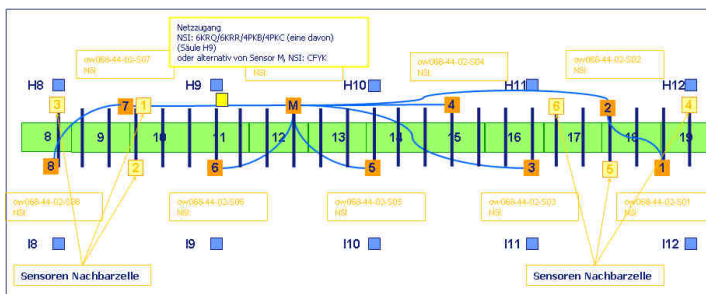 Netzzugang
NSI: 6KRQ/6KRR/4PKB/4PKC (eine davon)
(Säule H9)
oder alternativ von Sensor M, NSI: CFYK
ow068-44-03-S07
NSI:
NSI:
ow068-44-02-S04
NSI:
ow068-44-02-S02
NSI:
H8
H9
H10
H11
H12
3
7
1
M
4
6
2
4
8
9
10
11
12
13
14
15
16
17
18
19
8
2
6
5
3
5
1
ow068-44-02-S08
NSI:
ow068-44-02-S06
NSI:
ow068-44-02-S05
NSI:
ow068-44-02-S03
NSI:
ow068-44-02-S01
NSI:
I8
I9
I10
I11
I12
Sensoren Nachbarzelle
Sensoren Nachbarzelle